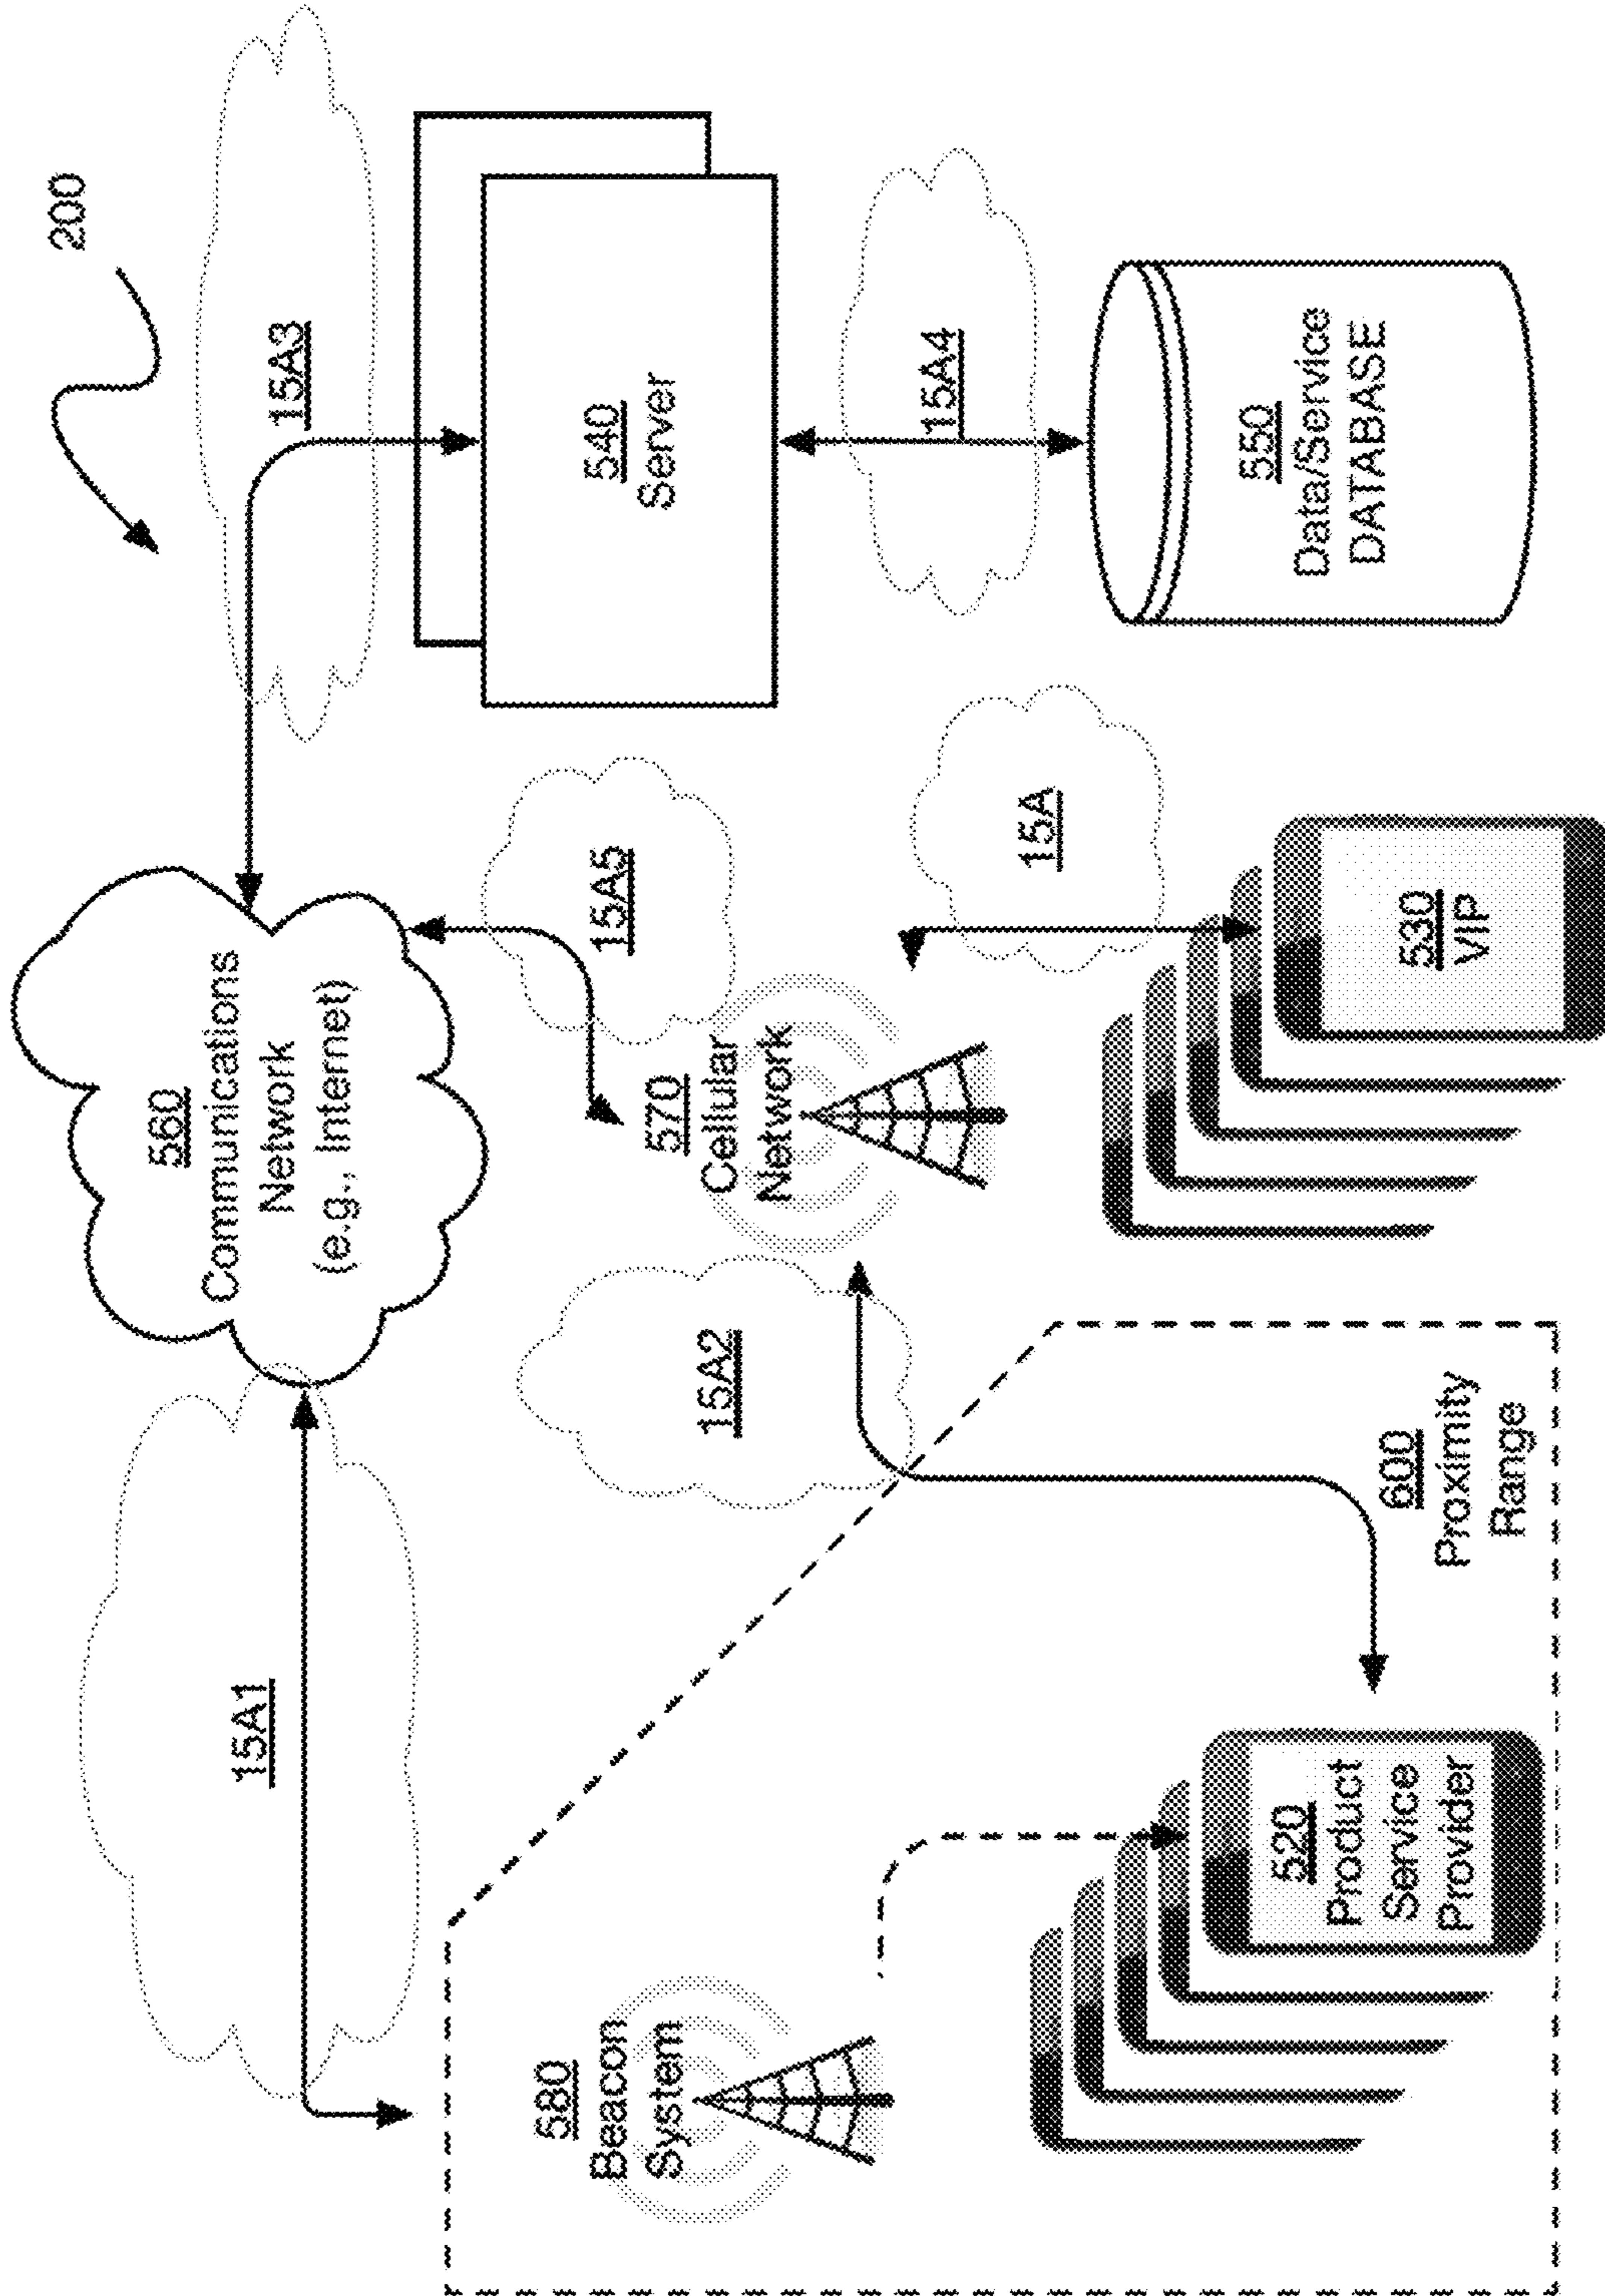 200
15A1
560
Communications
Network
(e.g., Internet)
15A3
580
Beacon
System
15A2
570
Cellular
Network
15A5
540
Server
15A
15A4
520
Product
Service
Provider
600
Proximity
Range
530
VIP
550
Data/Service
DATABASE